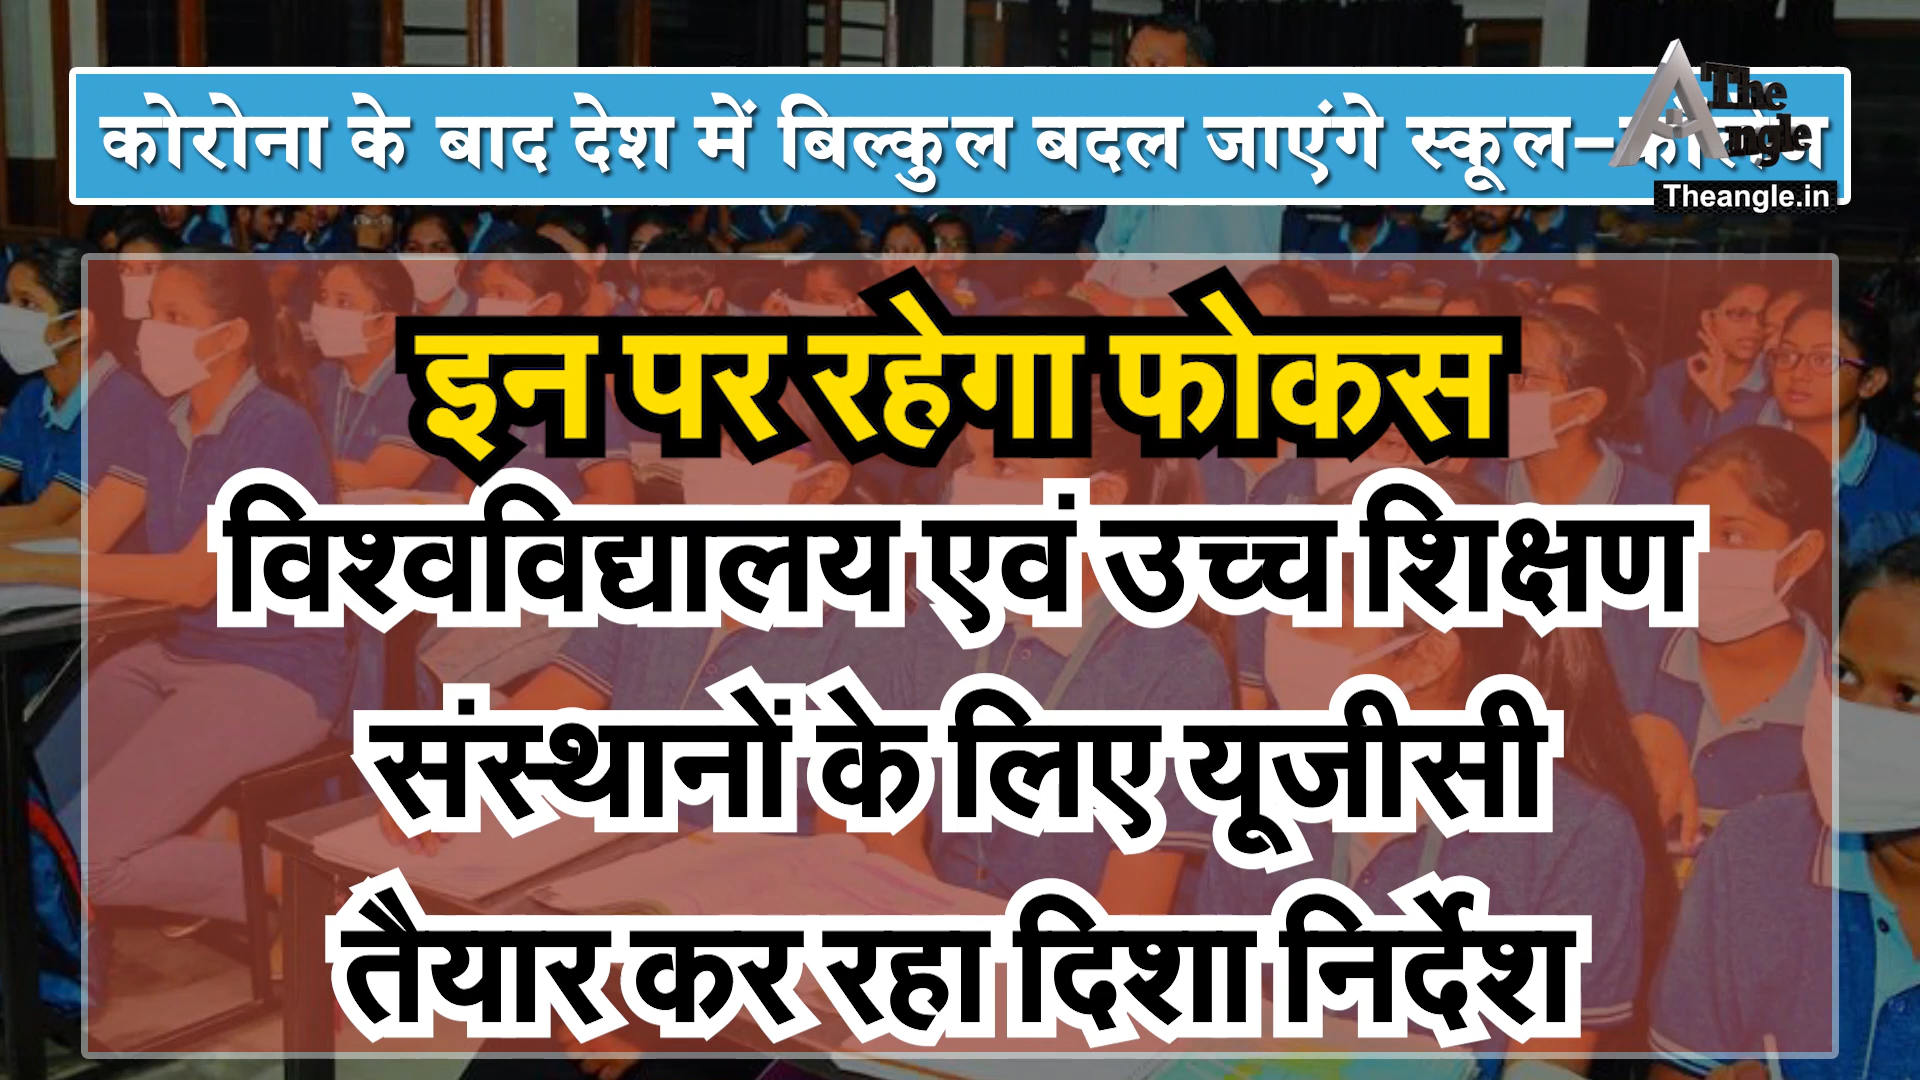 कोरोना के बाद देश में बिल्कुल बदल जाएंगे स्कूल-
The Angle
Theangle.in
इन पर रहेगा फोकस
विश्वविद्यालय एवं उच्च शिक्षण
संस्थानों के लिए यूजीसी
तैयार कर रहा दिशा निर्देश